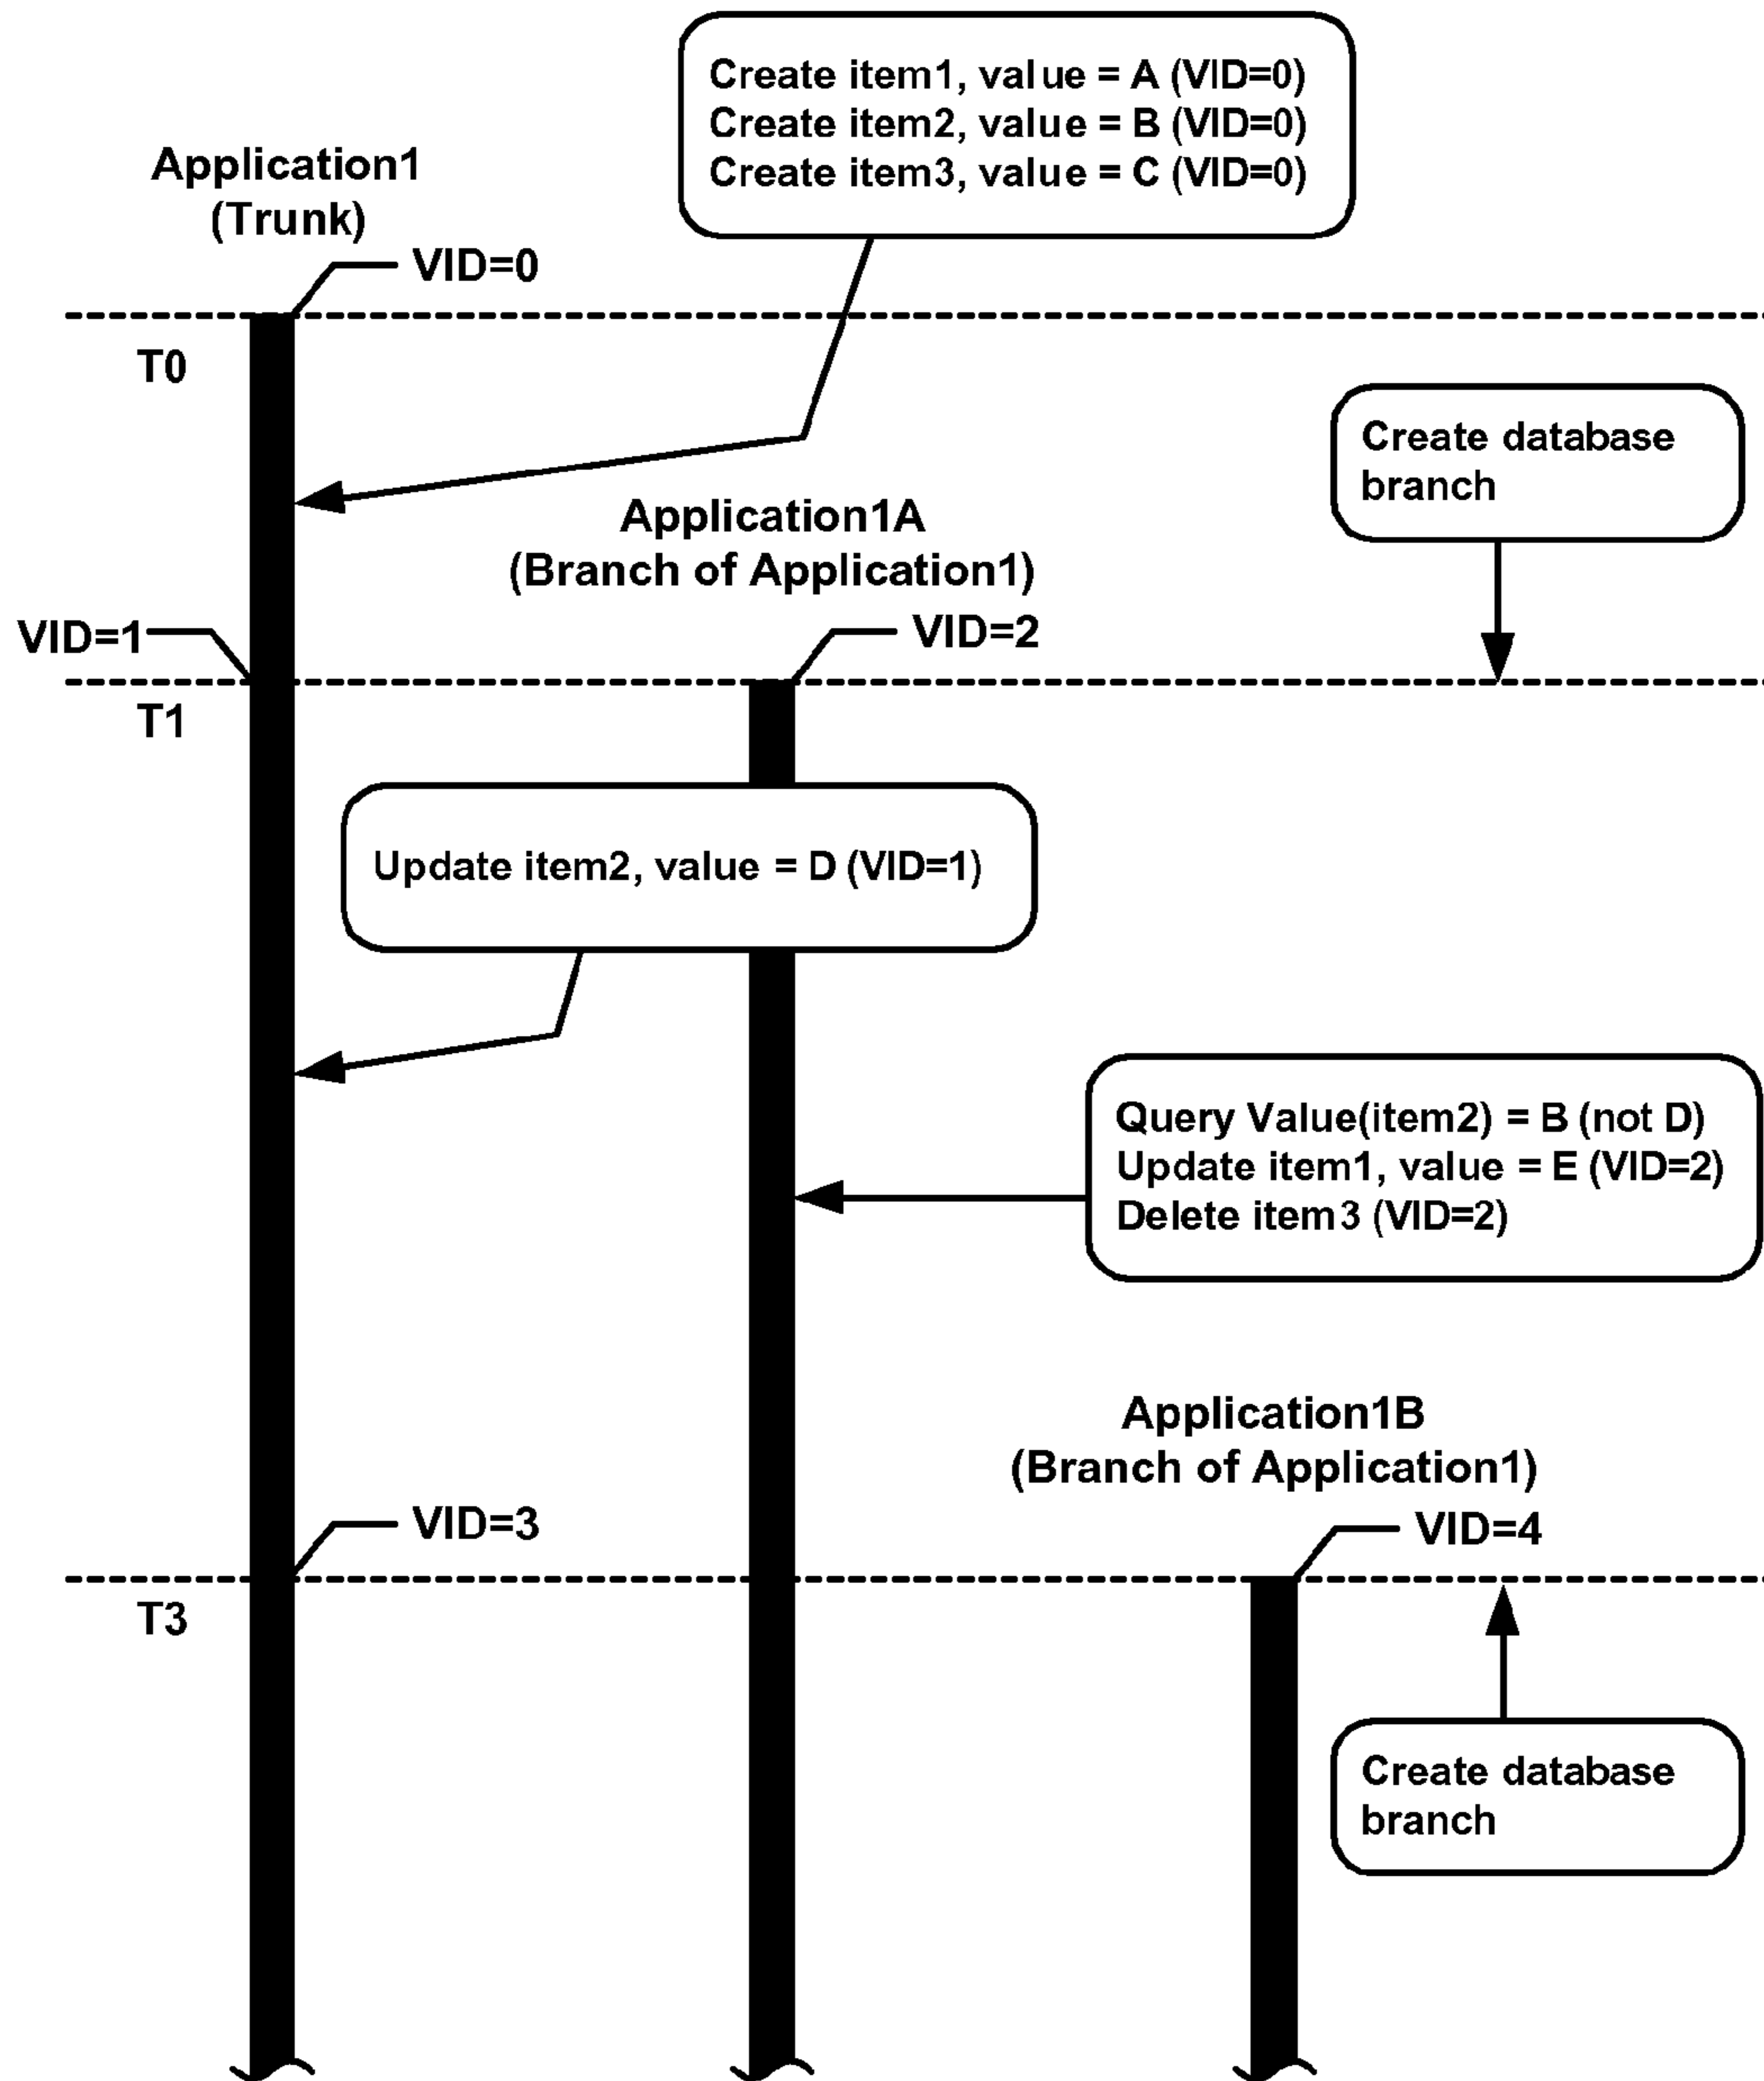 Create item1, value = A (VID=0)
Create item2, value = B (VID=0)
Create item3, value = C (VID=0)
Application1
(Trunk)
VID=0
T0
Create database
branch
Application1A
(Branch of Application1)
VID=1
VID=2
T1
Update item2, value = D (VID=1)
Query Value(item2) = B (not D)
Update item1, value = E (VID=2)
Delete item3 (VID=2)
Application1B
(Branch of Application1)
VID=3
VID=4
T3
Create database
branch